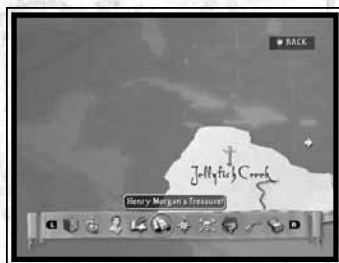 BACK
Jellyfish Creek
Henry Morgan's Treasure!
L
R